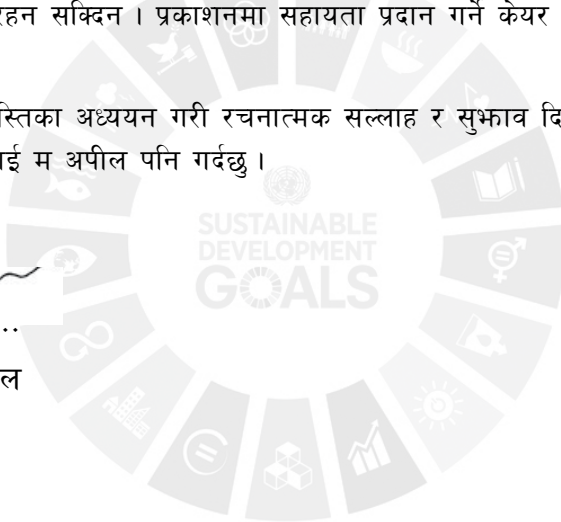 रहन सक्दिन । प्रकाशनमा सहायता प्रदान गर्ने केयर
स्तिका अध्ययन गरी रचनात्मक सल्लाह र सुझाव दि
ाई म अपील पनि गर्दछु ।
SUSTAINABLE
DEVELOPMENT
GOALS
..
ल